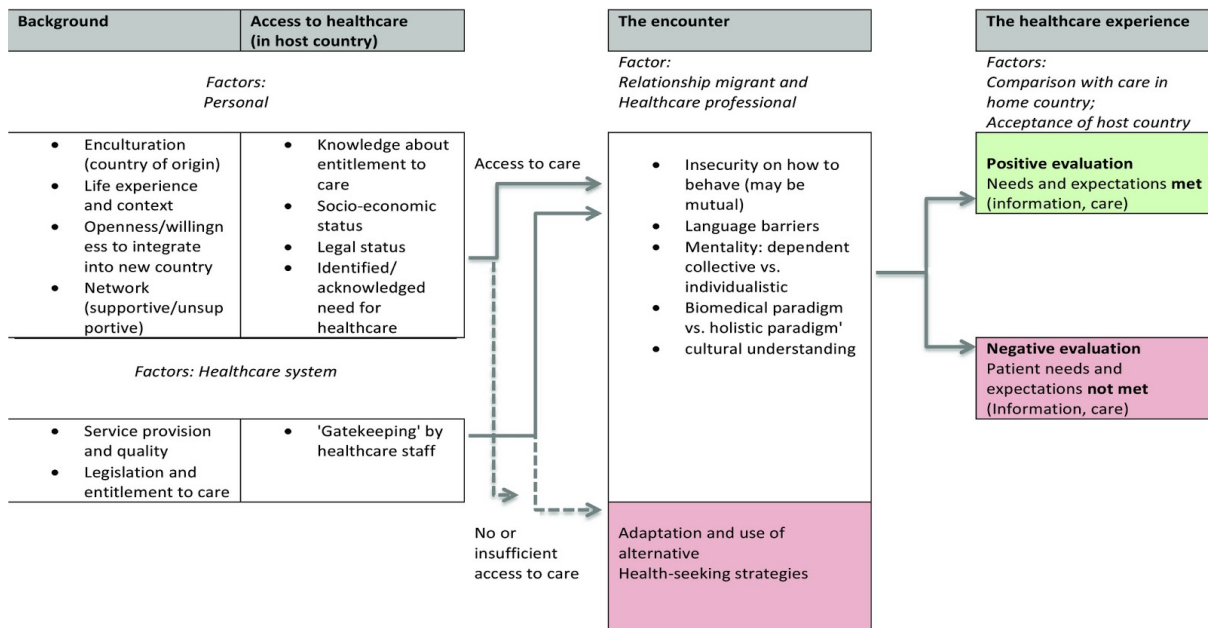 Background
Access to healthcare
(in host country)
The encounter
The healthcare experience
Factors:
Personal
Factor:
Relationship migrant and
Healthcare professional
Factors:
Comparison with care in
home country;
Acceptance of host country
• Enculturation
(country of origin)
• Life experience
and context
• Openness/willingn
ess to integrate
into new country
• Network
(supportive/unsup
portive)
• Knowledge about
entitlement to
care
• Socio-economic
status
• Legal status
• Identified/
acknowledged
need for
healthcare
Access to care
• Insecurity on how to
behave (may be
mutual)
• Language barriers
• Mentality: dependent
collective vs.
individualistic
• Biomedical paradigm
vs. holistic paradigm'
• cultural understanding
Positive evaluation
Needs and expectations met
(information, care)
Negative evaluation
Patient needs and
expectations not met
(Information, care)
Factors: Healthcare system
• Service provision
and quality
• Legislation and
entitlement to care
• 'Gatekeeping' by
healthcare staff
No or
insufficient
access to care
Adaptation and use of
alternative
Health-seeking strategies